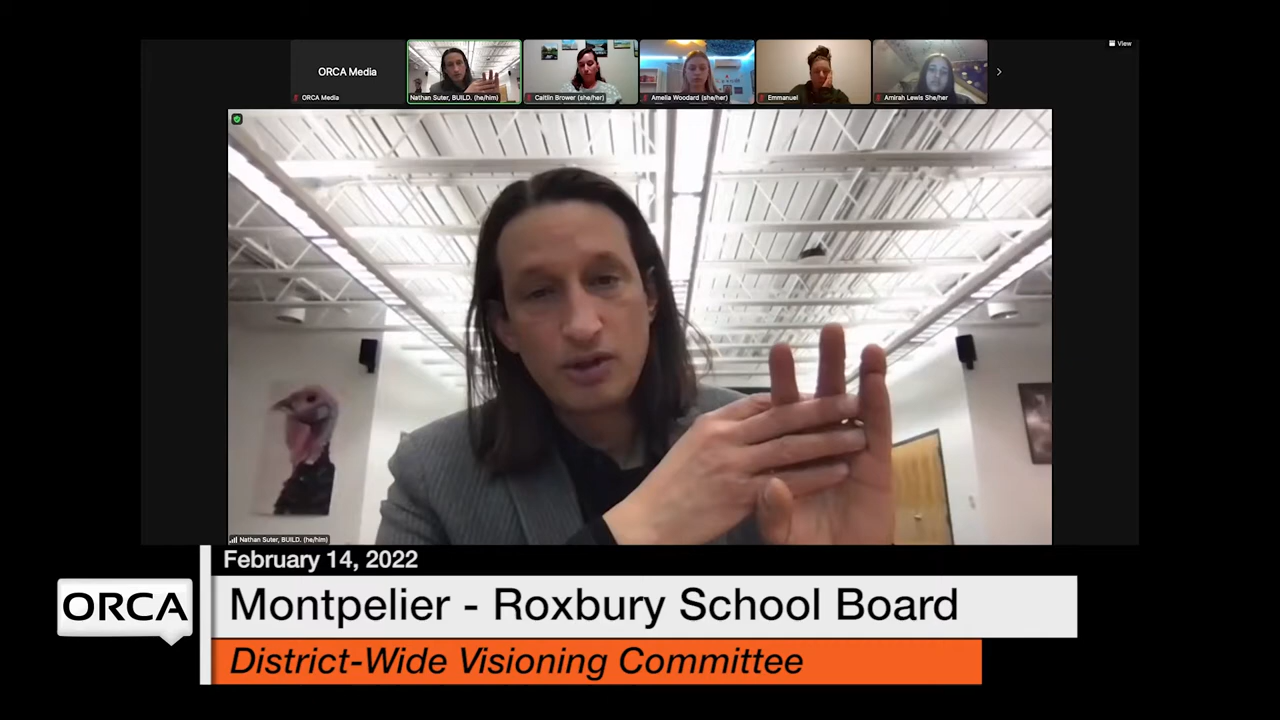 View
ORCA Media
ORCA Media
Nathan Suter, BUILD. (he/him)
Caitlin Brower (she/her)
Amelia Woodard (she/her)
Emmanuel
Amirah Lewis She/her
Nathan Suter, BUILD. (he/him)
February 14, 2022
ORCA
Montpelier - Roxbury School Board
District-Wide Visioning Committee